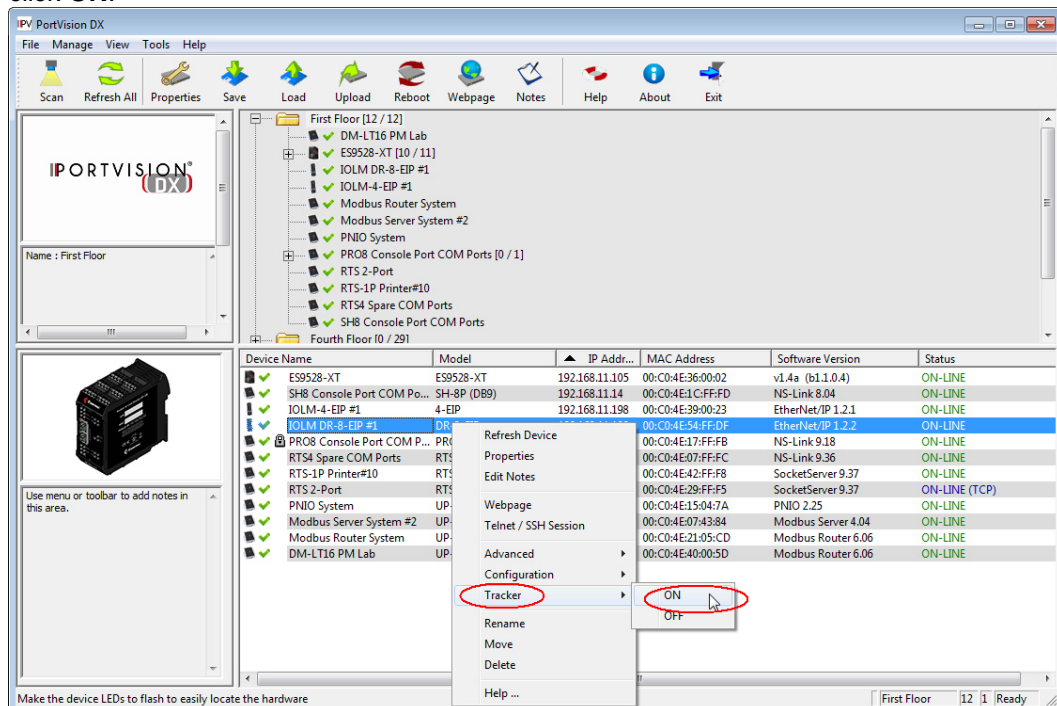 click ON.
IPV PortVision DX
File Manage View Tools Help
Scan Refresh All Properties Save Load Upload Reboot Webpage Notes Help About Exit
IPORTVISION®
(DX)
Name : First Floor
First Floor [12 / 12]
DM-LT16 PM Lab
ES9528-XT [10 / 11]
IOLM DR-8-EIP #1
IOLM-4-EIP #1
Modbus Router System
Modbus Server System #2
PNIO System
PRO8 Console Port COM Ports [0 / 1]
RTS 2-Port
RTS-1P Printer#10
RTS4 Spare COM Ports
SH8 Console Port COM Ports
Fourth Floor [0 / 29]
Use menu or toolbar to add notes in
this area.
Device Name Model IP Addr... MAC Address Software Version Status
ES9528-XT ES9528-XT 192.168.11.105 00:C0:4E:36:00:02 v1.4a (b1.1.0.4) ON-LINE
SH8 Console Port COM Po... SH-8P (DB9) 192.168.11.14 00:C0:4E:1C:FF:FD NS-Link 8.04 ON-LINE
IOLM-4-EIP #1 4-EIP 192.168.11.198 00:C0:4E:39:00:23 EtherNet/IP 1.2.1 ON-LINE
IOLM DR-8-EIP #1 00:C0:4E:54:FF:DF EtherNet/IP 1.2.2 ON-LINE
PRO8 Console Port COM P... PR 00:C0:4E:17:FF:FB NS-Link 9.18 ON-LINE
RTS4 Spare COM Ports RTS 00:C0:4E:07:FF:FC NS-Link 9.36 ON-LINE
RTS-1P Printer#10 RTS 00:C0:4E:42:FF:F8 SocketServer 9.37 ON-LINE
RTS 2-Port RTS 00:C0:4E:29:FF:F5 SocketServer 9.37 ON-LINE (TCP)
PNIO System UP- 00:C0:4E:15:04:7A PNIO 2.25 ON-LINE
Modbus Server System #2 UP- 00:C0:4E:07:43:84 Modbus Server 4.04 ON-LINE
Modbus Router System UP- 00:C0:4E:21:05:CD Modbus Router 6.06 ON-LINE
DM-LT16 PM Lab UP- 00:C0:4E:40:00:5D Modbus Router 6.06 ON-LINE
Refresh Device
Properties
Edit Notes
Webpage
Telnet / SSH Session
Advanced
Configuration
Tracker
Rename
Move
Delete
Help ...
ON
OFF
Make the device LEDs to flash to easily locate the hardware First Floor 12 1 Ready